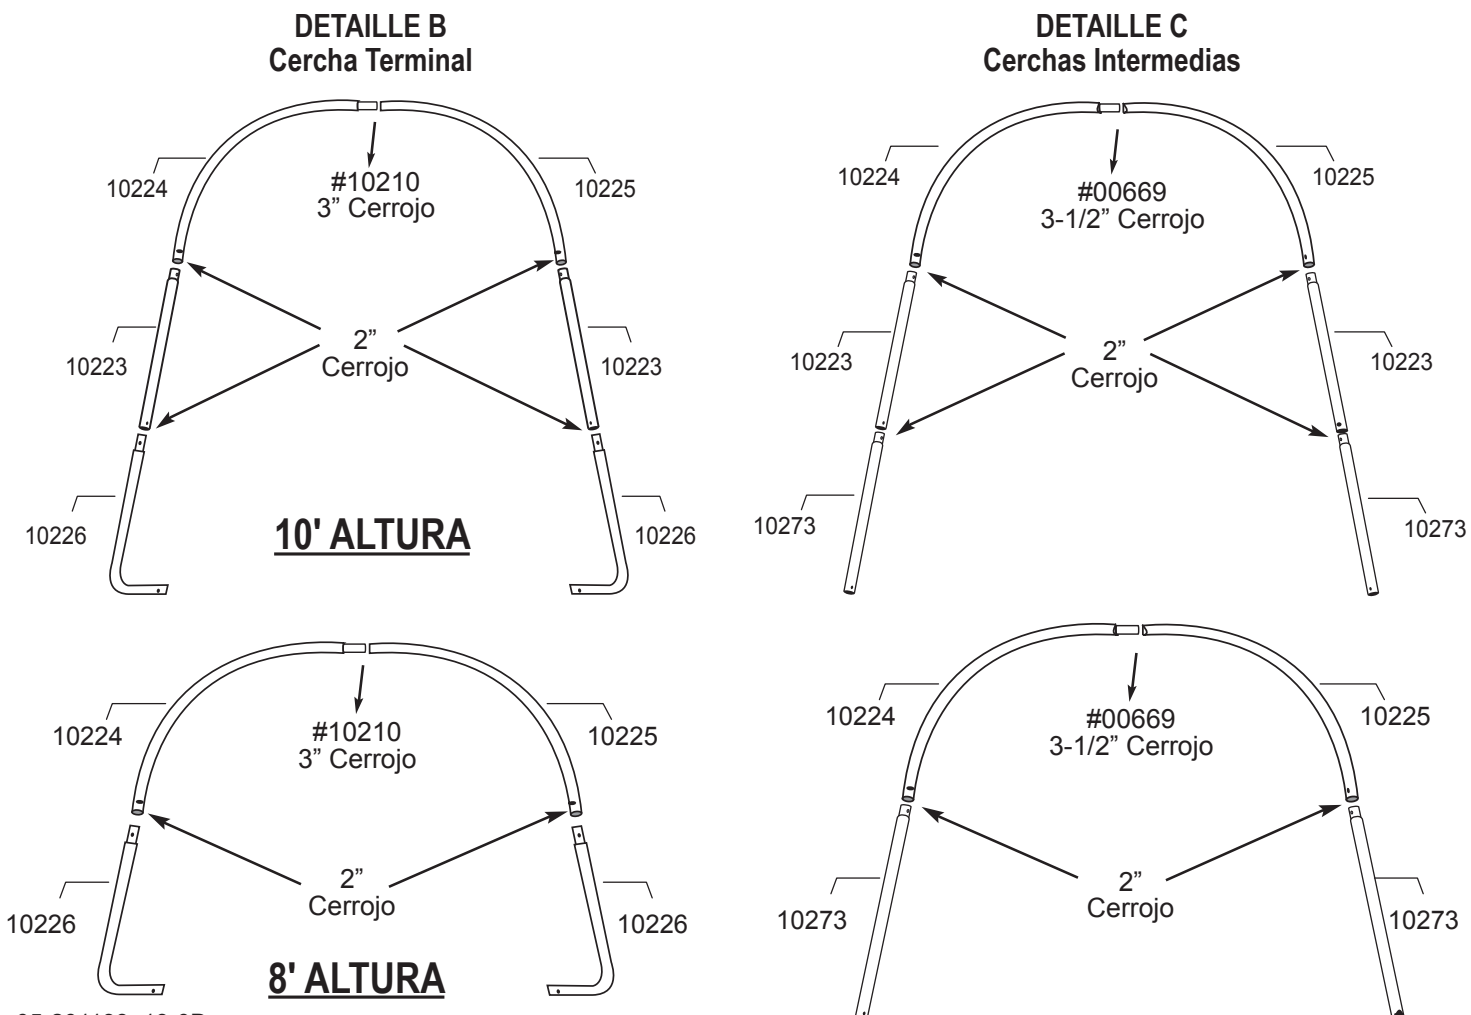 DETAILLE B
Cercha Terminal
10224
10225
#10210
3” Cerrojo
10223
10223
2”
Cerrojo
10226
10226
10' ALTURA
DETAILLE C
Cerchas Intermedias
10224
10225
#00669
3-1/2” Cerrojo
10223
10223
2”
Cerrojo
10273
10273
10224
10225
#10210
3” Cerrojo
2”
Cerrojo
10226
10226
8' ALTURA
10224
10225
#00669
3-1/2” Cerrojo
2”
Cerrojo
10273
10273